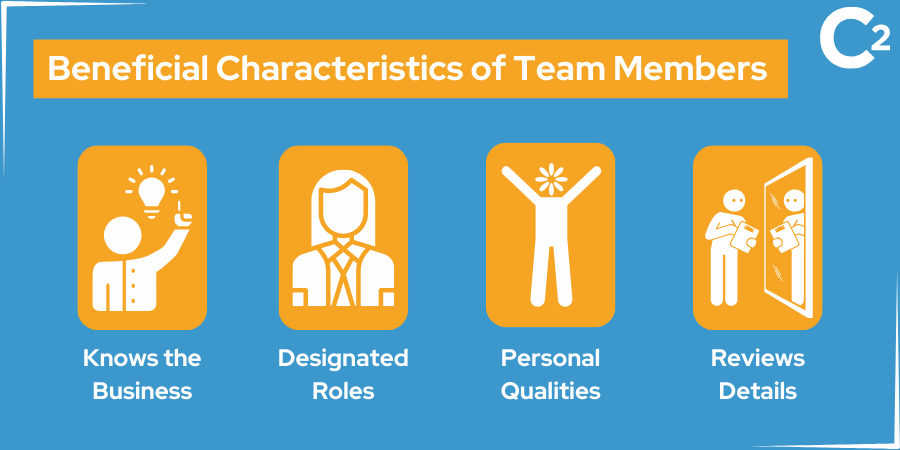 C2
Beneficial Characteristics of Team Members
Knows the
Business
Designated
Roles
Personal
Qualities
Reviews
Details